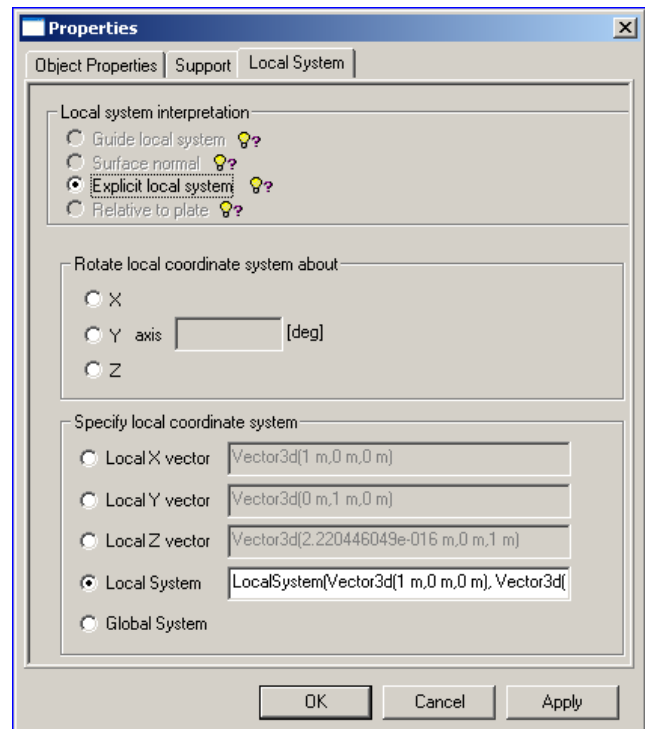 Properties
Object Properties Support Local System
Local system interpretation
Guide local system ?
Surface normal ?
Explicit local system ?
Relative to plate ?
Rotate local coordinate system about
X
Y axis [deg]
Z
Specify local coordinate system
Local X vector Vector3d(1 m,0 m,0 m)
Local Y vector Vector3d(0 m,1 m,0 m)
Local Z vector Vector3d(2.220446049e-016 m,0 m,1 m)
Local System LocalSystem(Vector3d(1 m,0 m,0 m), Vector3d(
Global System
OK Cancel Apply